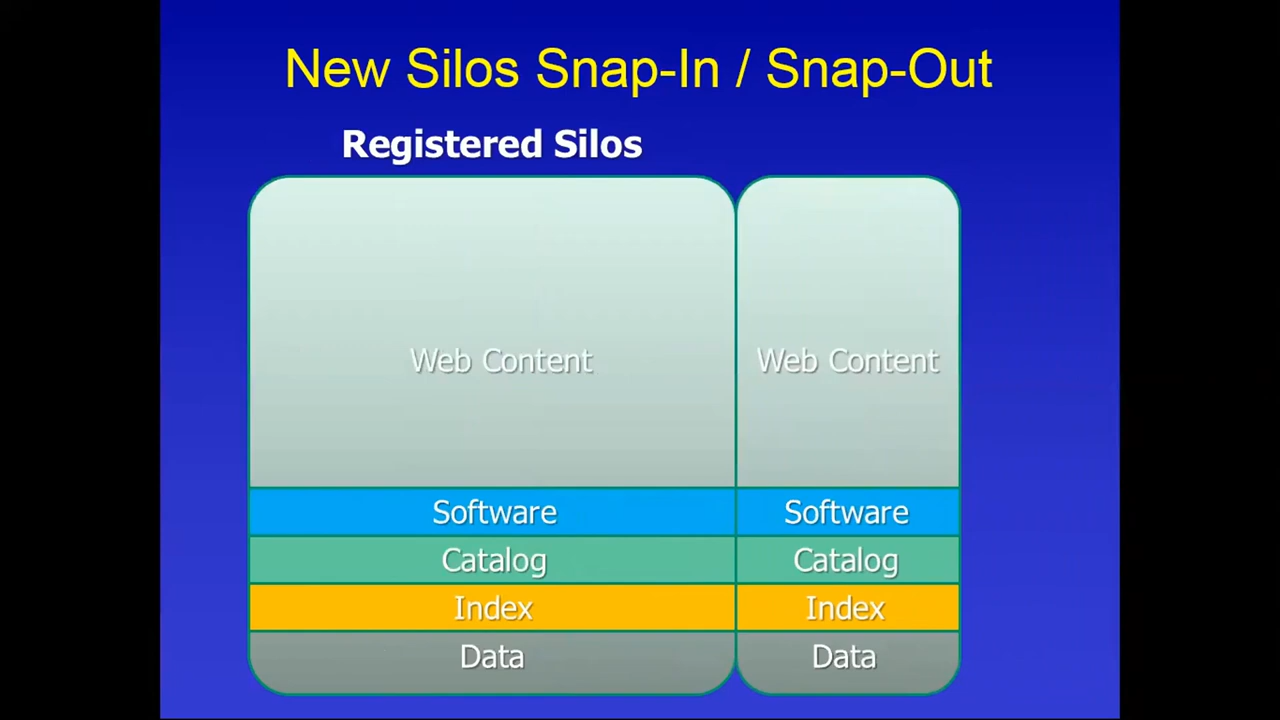 New Silos Snap-In / Snap-Out
Registered Silos
Web Content Web Content
Software Software
Catalog Catalog
Index Index
Data Data